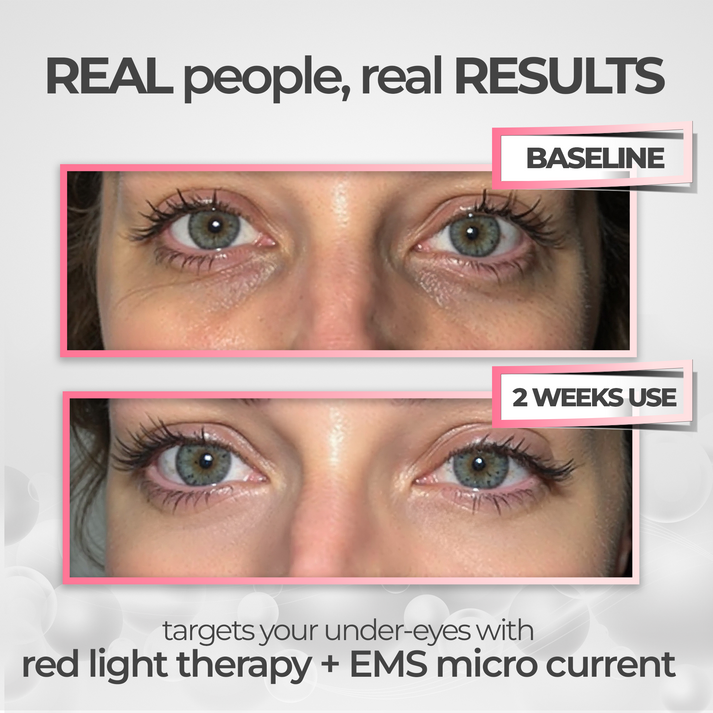 REAL people, real RESULTS
BASELINE
2 WEEKS USE
targets your under-eyes with
red light therapy + EMS micro current